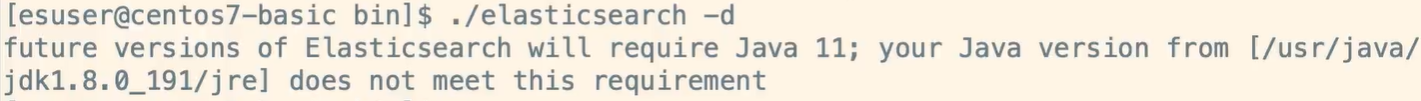 [esuser@centos7-basic bin]$ ./elasticsearch -d
future versions of Elasticsearch will require Java 11; your Java version from [/usr/java/
jdk1.8.0_191/jre] does not meet this requirement